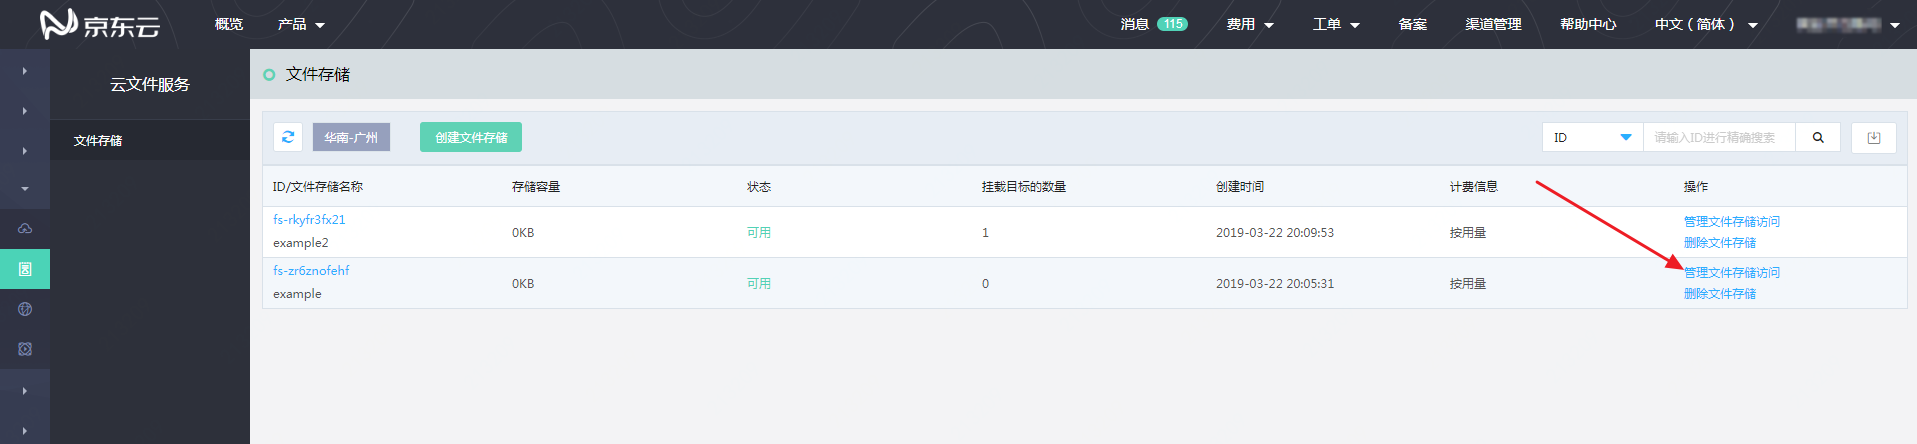 京东云 概览 产品 消息 115 费用 工单 备案 渠道管理 帮助中心 中文（简体）
云文件服务
文件存储
文件存储
华南-广州 创建文件存储 ID 请输入ID进行精确搜索
ID/文件存储名称 存储容量 状态 挂载目标的数量 创建时间 计费信息 操作
fs-rkyfr3fx21
example2 0KB 可用 1 2019-03-22 20:09:53 按用量 管理文件存储访问
删除文件存储
fs-zr6znofehf
example 0KB 可用 0 2019-03-22 20:05:31 按用量 管理文件存储访问
删除文件存储